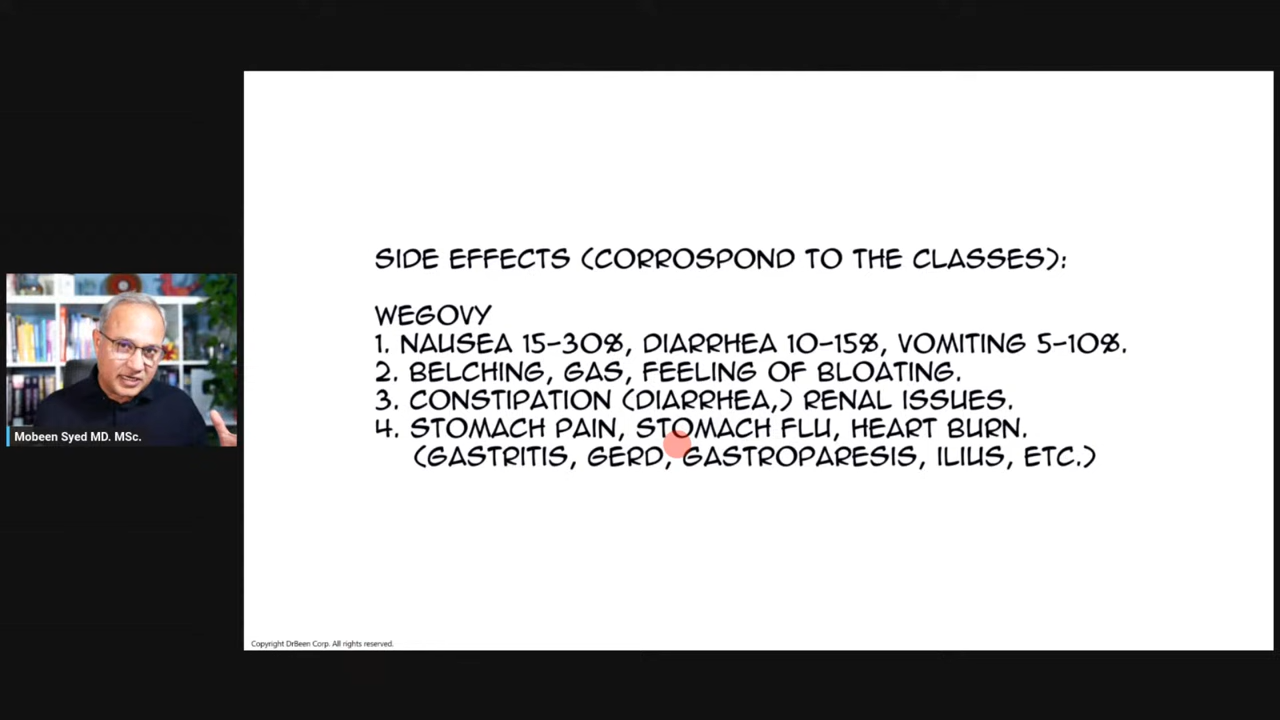 SIDE EFFECTS (CORROSPOND TO THE CLASSES):
WEGOVY
1. NAUSEA 15-30%, DIARRHEA 10-15%, VOMITING 5-10%.
2. BELCHING, GAS, FEELING OF BLOATING.
3. CONSTIPATION (DIARRHEA,) RENAL ISSUES.
4. STOMACH PAIN, STOMACH FLU, HEART BURN.
(GASTRITIS, GERD, GASTROPARESIS, ILIUS, ETC.)
Mobeen Syed MD. MSc.
Copyright DrBeen Corp. All rights reserved.